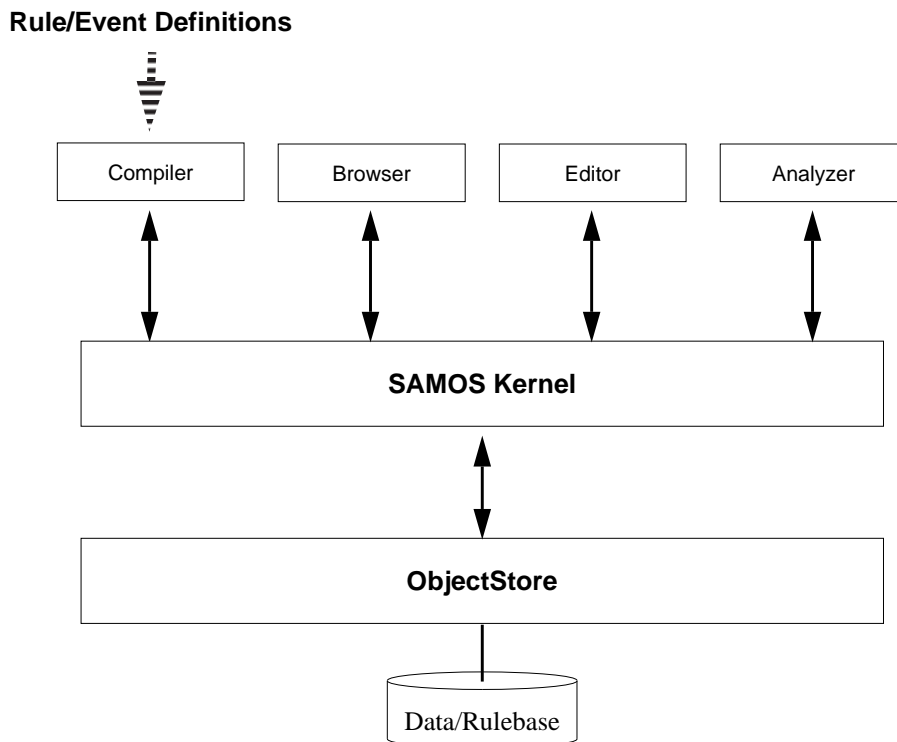 Rule/Event Definitions
Compiler
Browser
Editor
Analyzer
SAMOS Kernel
ObjectStore
Data/Rulebase